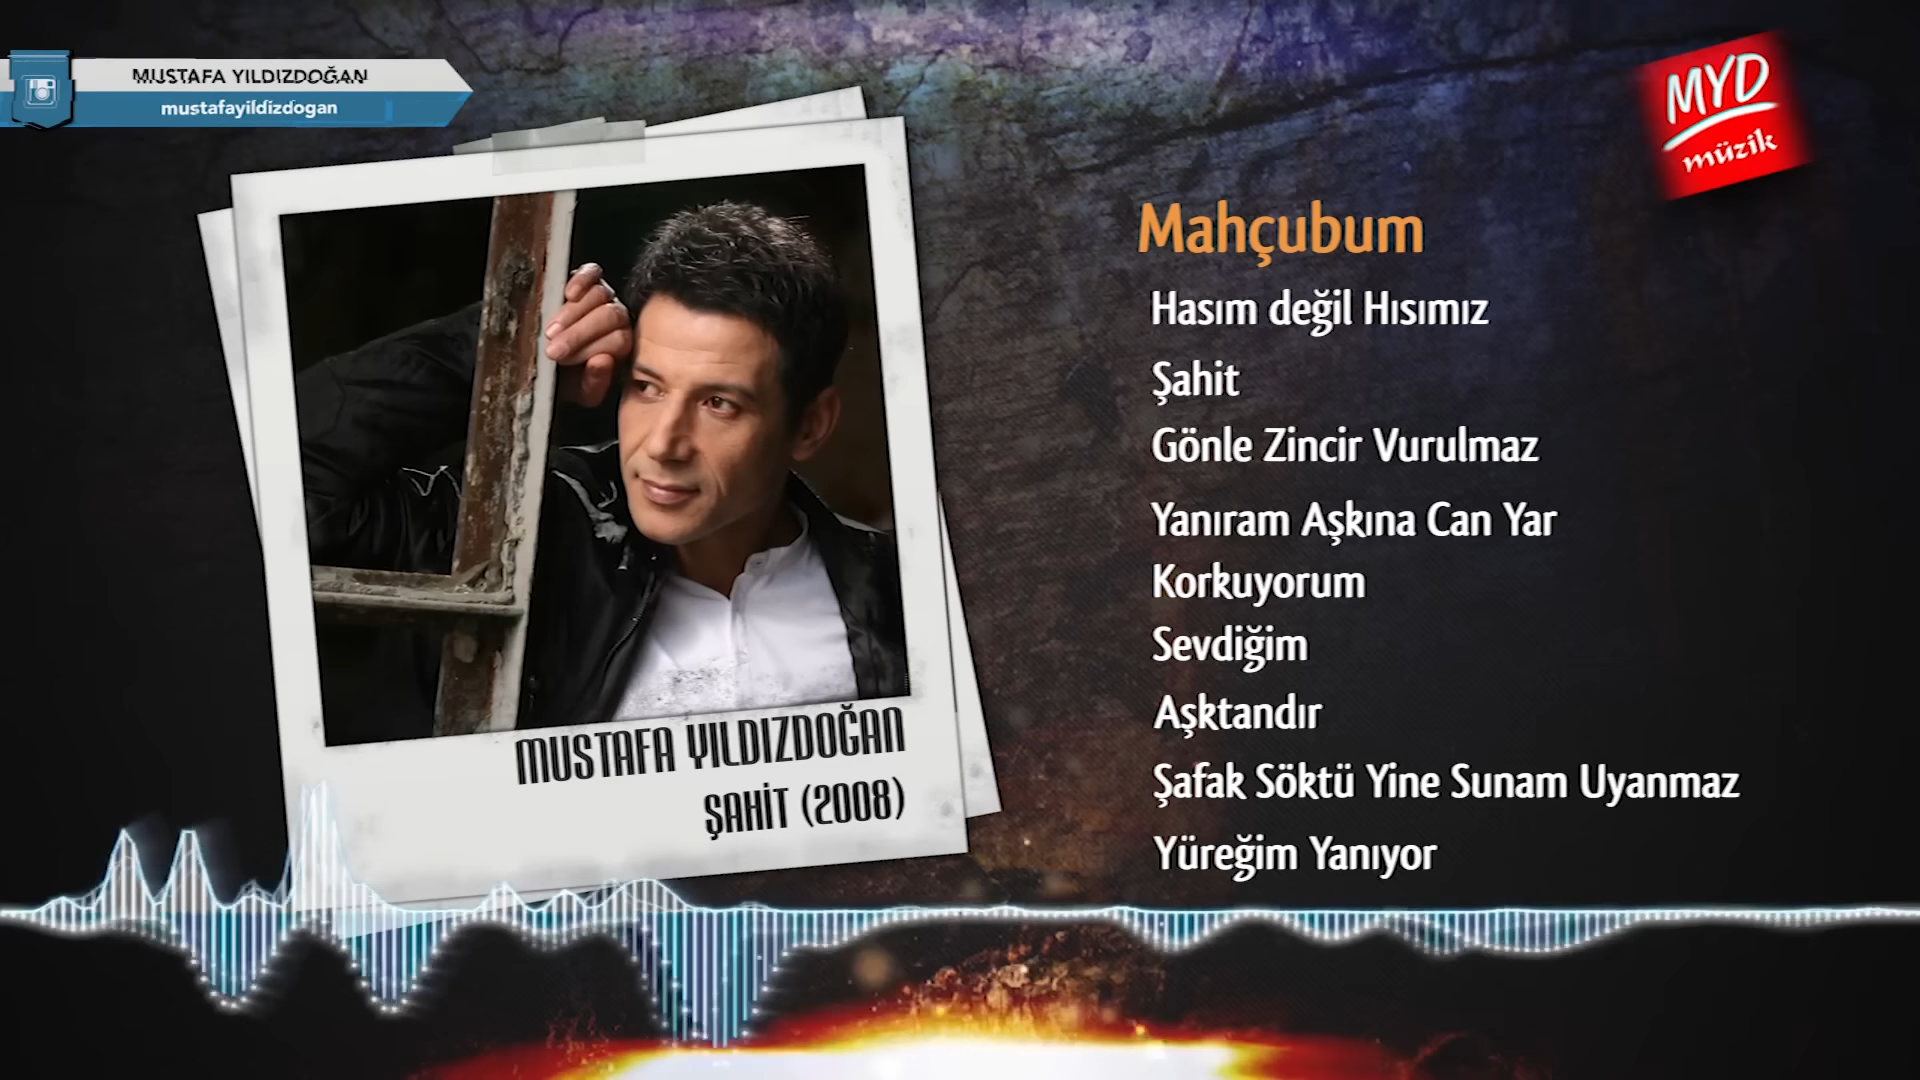 MUSTAFA YILDIZDOĞAN
mustafayildizdogan
MYD
müzik
MUSTAFA YILDIZDOĞAN
ŞAHİT (2008)
Mahçubum
Hasım değil Hısımız
Şahit
Gönle Zincir Vurulmaz
Yanıram Aşkına Can Yar
Korkuyorum
Sevdiğim
Aşktandır
Şafak Söktü Yine Sunam Uyanmaz
Yüreğim Yanıyor